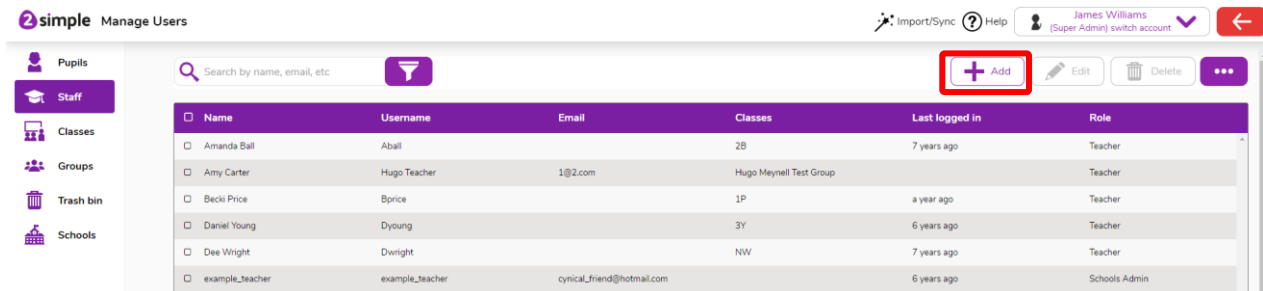 2simple Manage Users
Import/Sync ? Help
James Williams
(Super Admin) switch account
Pupils
Staff
Classes
Groups
Trash bin
Schools
Search by name, email, etc
Add Edit Delete
Name Username Email Classes Last logged in Role
Amanda Ball Aball 2B 7 years ago Teacher
Amy Carter Hugo Teacher 1@2.com Hugo Meynell Test Group Teacher
Becki Price Bprice 1P a year ago Teacher
Daniel Young Dyoung 3Y 6 years ago Teacher
Dee Wright Dwright NW 7 years ago Teacher
example_teacher example_teacher cynical_friend@hotmail.com 6 years ago Schools Admin